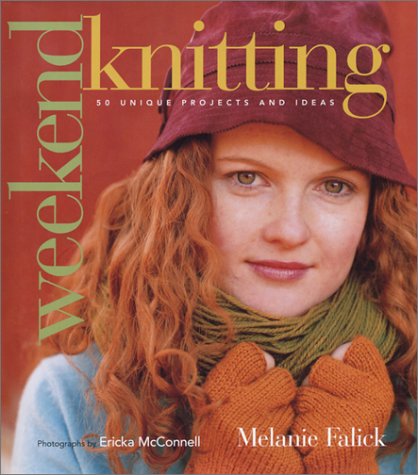 weekend
knitting
50 UNIQUE PROJECTS AND IDEAS
Photographs by Ericka McConnell
Melanie Falick